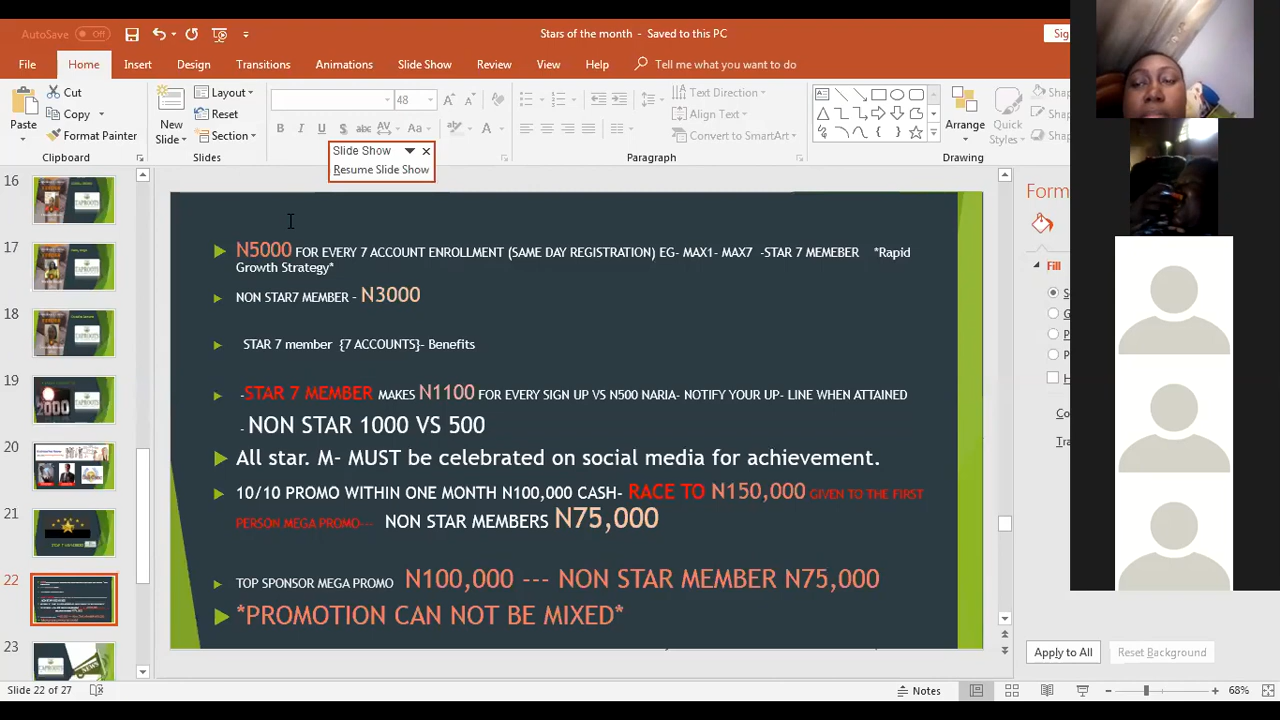 AutoSave Off
Stars of the month - Saved to this PC
File Home Insert Design Transitions Animations Slide Show Review View Help Tell me what you want to do
Paste
Cut
Copy
Format Painter
Clipboard
New Slide
Layout
Reset
Section
Slides
48
Text Direction
Align Text
Convert to SmartArt
Paragraph
Arrange
Quick Styles
Drawing
Slide Show
Resume Slide Show
16
17
18
19
20
21
22
23
N5000 FOR EVERY 7 ACCOUNT ENROLLMENT (SAME DAY REGISTRATION) EG- MAX1- MAX7 -STAR 7 MEMEBER *Rapid
Growth Strategy*
NON STAR7 MEMBER - N3000
STAR 7 member {7 ACCOUNTS}- Benefits
-STAR 7 MEMBER MAKES N1100 FOR EVERY SIGN UP VS N500 NARIA- NOTIFY YOUR UP- LINE WHEN ATTAINED
- NON STAR 1000 VS 500
All star. M- MUST be celebrated on social media for achievement.
10/10 PROMO WITHIN ONE MONTH N100,000 CASH- RACE TO N150,000 GIVEN TO THE FIRST
PERSON MEGA PROMO--- NON STAR MEMBERS N75,000
TOP SPONSOR MEGA PROMO N100,000 --- NON STAR MEMBER N75,000
*PROMOTION CAN NOT BE MIXED*
Fill
Apply to All
Reset Background
Slide 22 of 27
Notes
68%